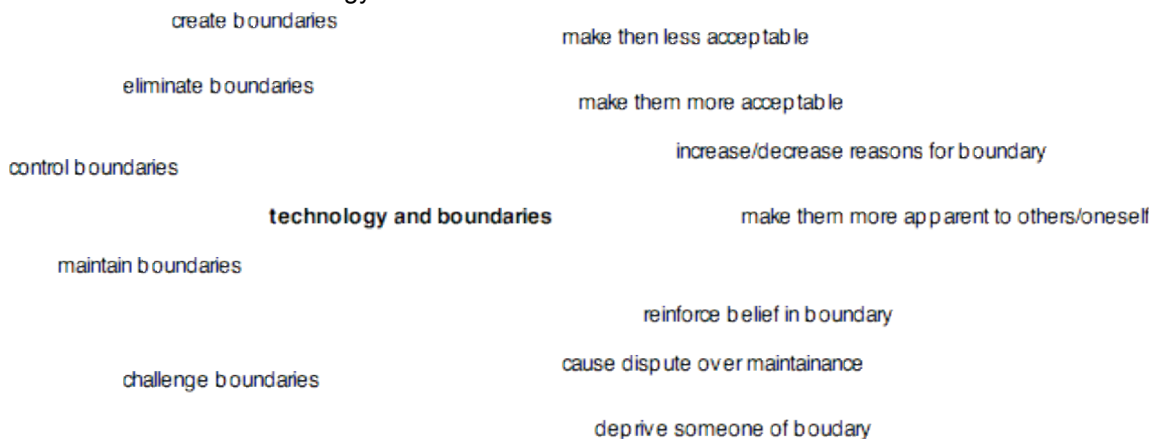 create boundaries
make then less acceptable
eliminate boundaries
make them more acceptable
increase/decrease reasons for boundary
control boundaries
technology and boundaries
make them more apparent to others/oneself
maintain boundaries
reinforce belief in boundary
cause dispute over maintainance
challenge boundaries
deprive someone of boudary